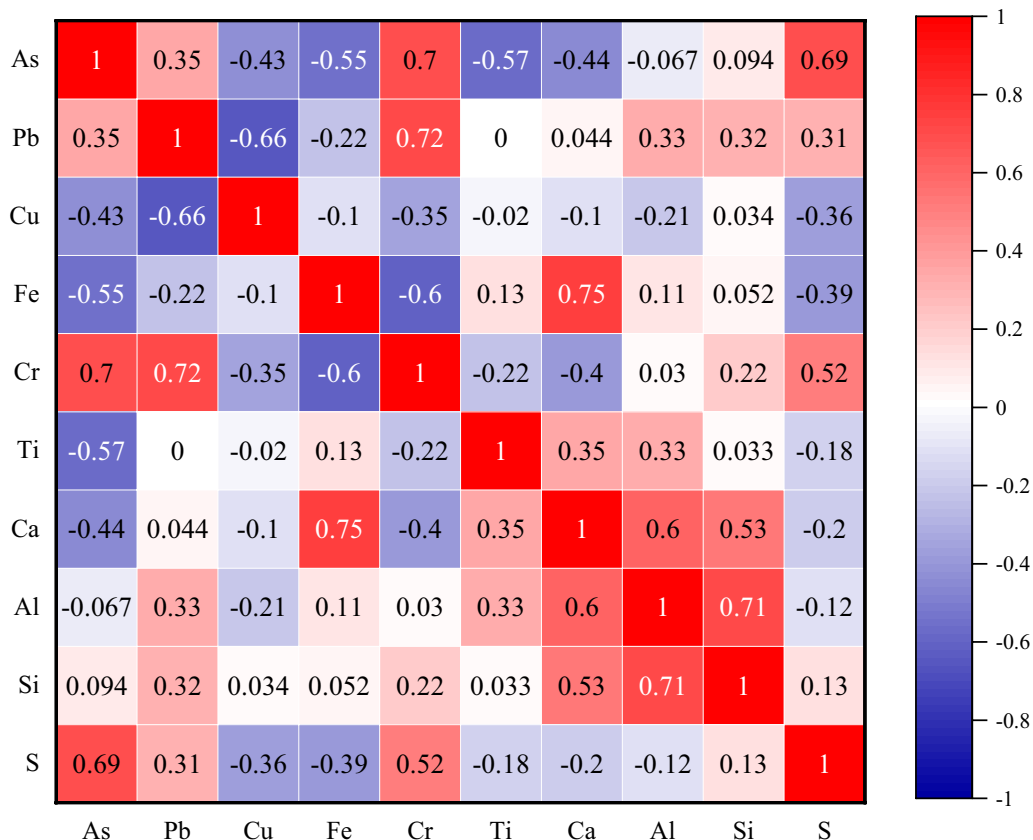 As 1 0.35 -0.43 -0.55 0.7 -0.57 -0.44 -0.067 0.094 0.69
Pb 0.35 1 -0.66 -0.22 0.72 0 0.044 0.33 0.32 0.31
Cu -0.43 -0.66 1 -0.1 -0.35 -0.02 -0.1 -0.21 0.034 -0.36
Fe -0.55 -0.22 -0.1 1 -0.6 0.13 0.75 0.11 0.052 -0.39
Cr 0.7 0.72 -0.35 -0.6 1 -0.22 -0.4 0.03 0.22 0.52
Ti -0.57 0 -0.02 0.13 -0.22 1 0.35 0.33 0.033 -0.18
Ca -0.44 0.044 -0.1 0.75 -0.4 0.35 1 0.6 0.53 -0.2
Al -0.067 0.33 -0.21 0.11 0.03 0.33 0.6 1 0.71 -0.12
Si 0.094 0.32 0.034 0.052 0.22 0.033 0.53 0.71 1 0.13
S 0.69 0.31 -0.36 -0.39 0.52 -0.18 -0.2 -0.12 0.13 1
As Pb Cu Fe Cr Ti Ca Al Si S
1
0.8
0.6
0.4
0.2
0
-0.2
-0.4
-0.6
-0.8
-1